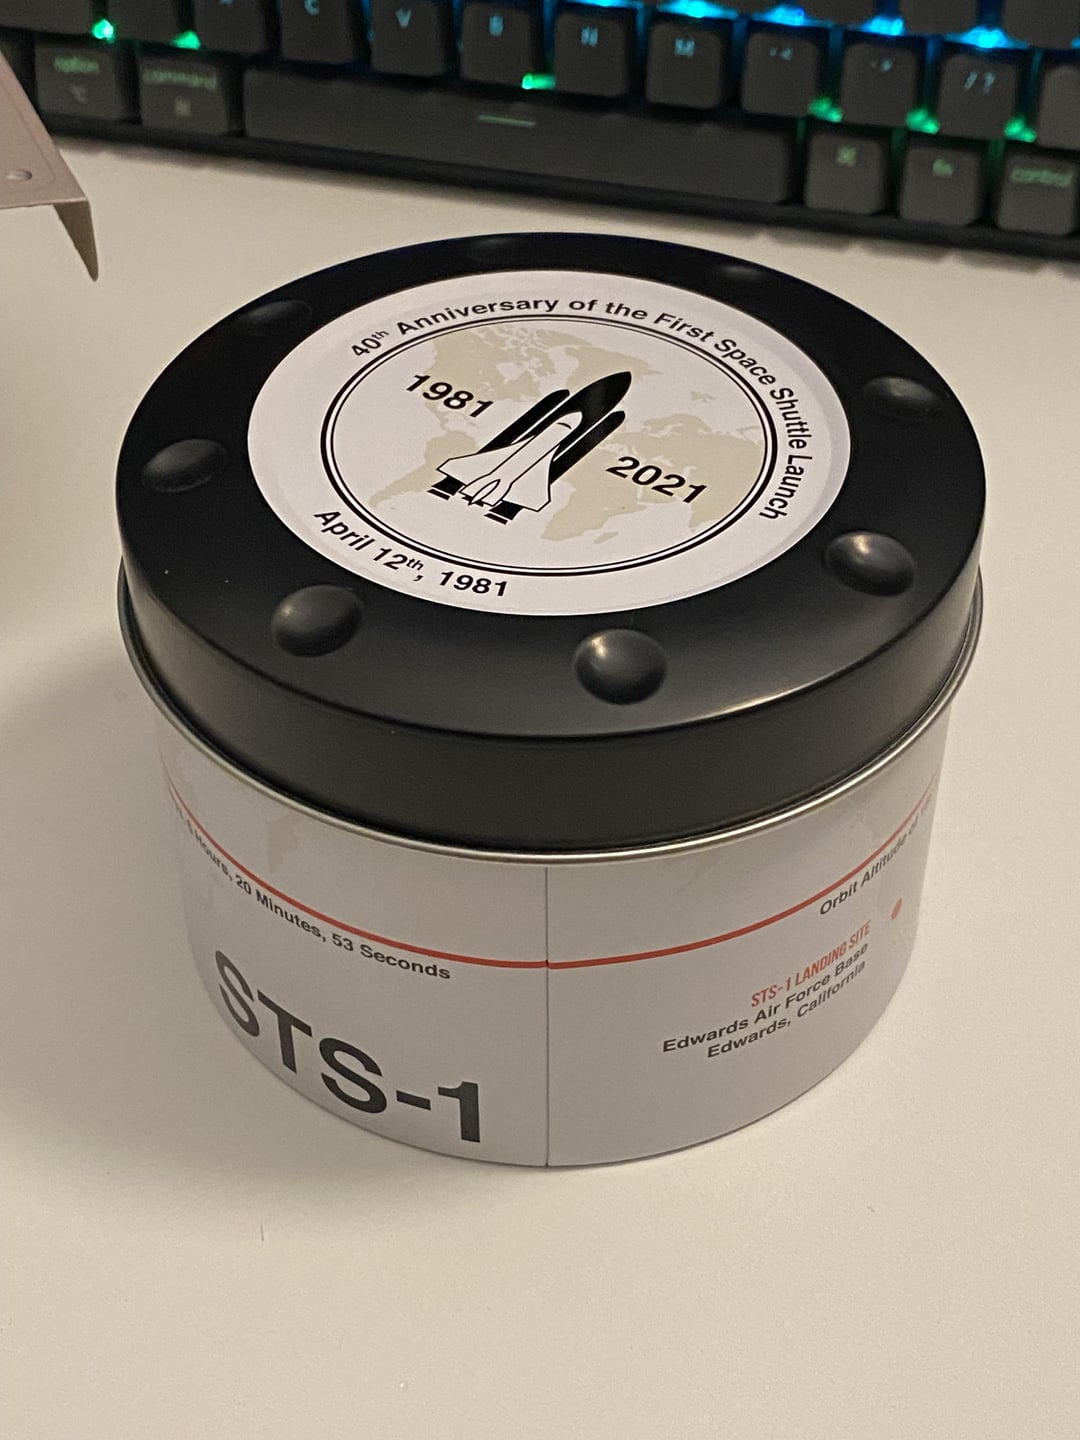 option
command
C
V
B
N
M
/ ?
⌘
fn
control
40th Anniversary of the First Space Shuttle Launch
1981
2021
April 12th, 1981
Hours, 20 Minutes, 53 Seconds
STS-1
Orbit Altitude of
STS-1 LANDING SITE
Edwards Air Force Base
Edwards, California